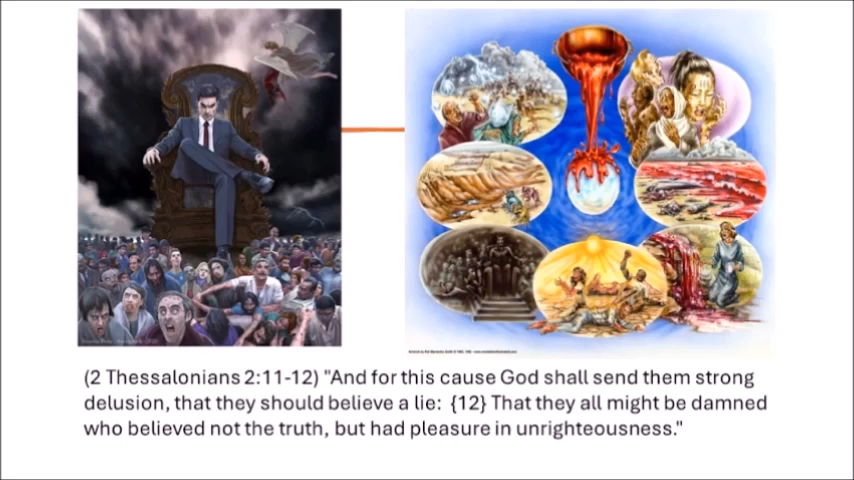 (2 Thessalonians 2:11-12) "And for this cause God shall send them strong
delusion, that they should believe a lie: {12} That they all might be damned
who believed not the truth, but had pleasure in unrighteousness."